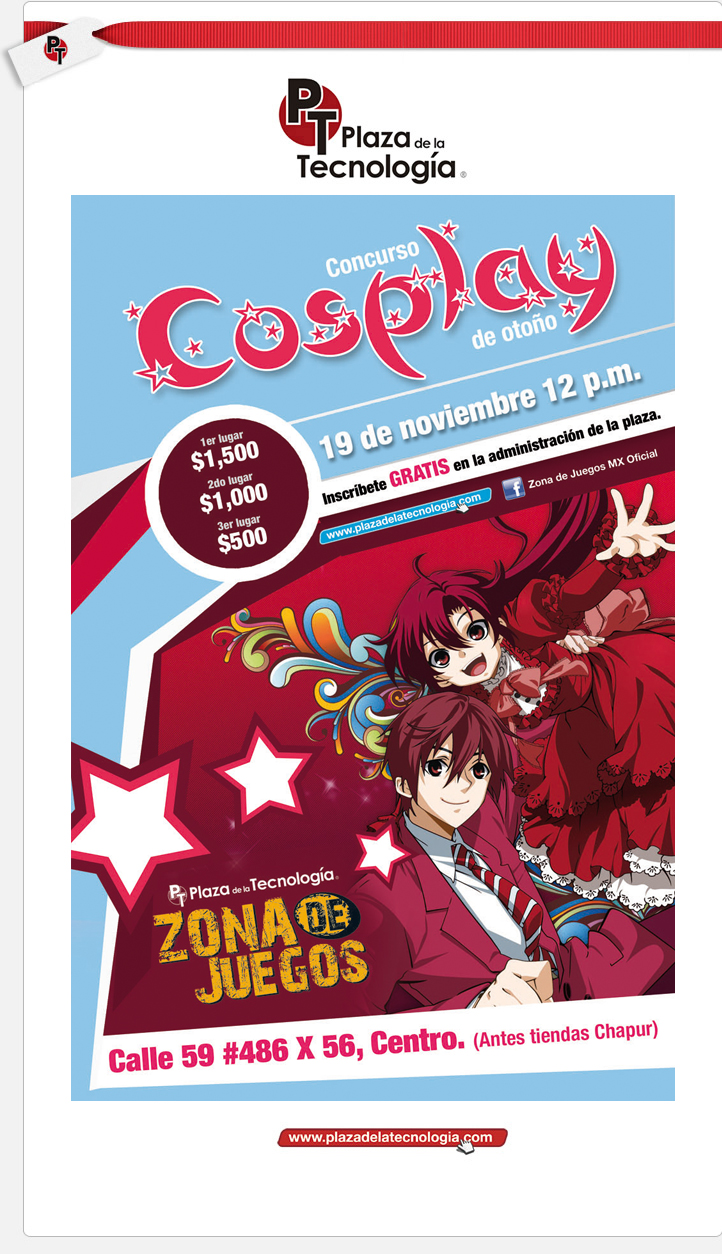 PT
PT Plaza de la
Tecnología ®
Concurso
Cosplay
de otoño
19 de noviembre 12 p.m.
1er lugar
$1,500
2do lugar
$1,000
3er lugar
$500
Inscríbete GRATIS en la administración de la plaza.
www.plazadelatecnologia.com
f Zona de Juegos MX Oficial
PT Plaza de la Tecnología®
ZONA DE
JUEGOS
Calle 59 #486 X 56, Centro. (Antes tiendas Chapur)
www.plazadelatecnologia.com